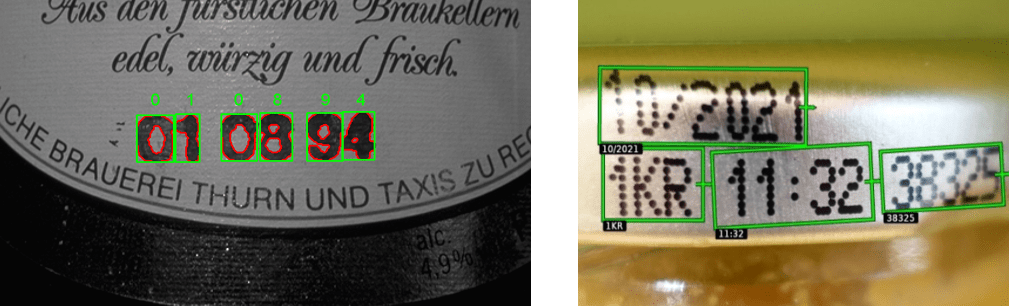 Aus den fürstlichen Braukellern
edel, würzig und frisch.
0 1 0 8 9 4
01 08 94
ICHE BRAUEREI THURN UND TAXIS ZU REG
alc.
4,9%
10/2021
10/2021
1KR 11:32 38325
1KR 11:32 38325